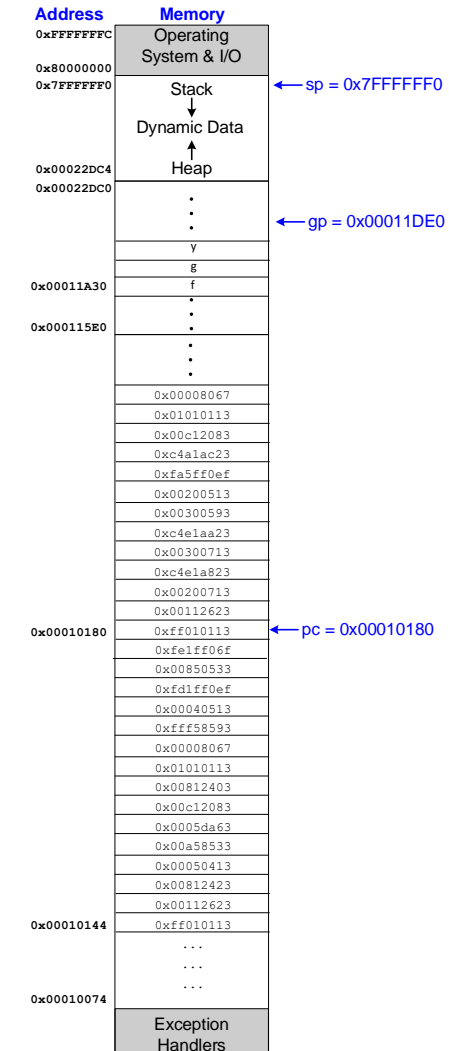 Address Memory
0xFFFFFFFC Operating
System & I/O
0x80000000
0x7FFFFFF0 Stack sp = 0x7FFFFFF0
Dynamic Data
0x00022DC4 Heap
0x00022DC0
.
.
. gp = 0x00011DE0
y
g
0x00011A30 f
.
.
0x000115E0 .
.
.
.
0x00008067
0x01010113
0x00c12083
0xc4a1ac23
0xfa5ff0ef
0x00200513
0x00300593
0xc4e1aa23
0x00300713
0xc4e1a823
0x00200713
0x00112623
0x00010180 0xff010113 pc = 0x00010180
0xfe1ff06f
0x00850533
0xfd1ff0ef
0x00040513
0xfff58593
0x00008067
0x01010113
0x00812403
0x00c12083
0x0005da63
0x00a58533
0x00050413
0x00812423
0x00112623
0x00010144 0xff010113
...
...
...
0x00010074
Exception
Handlers